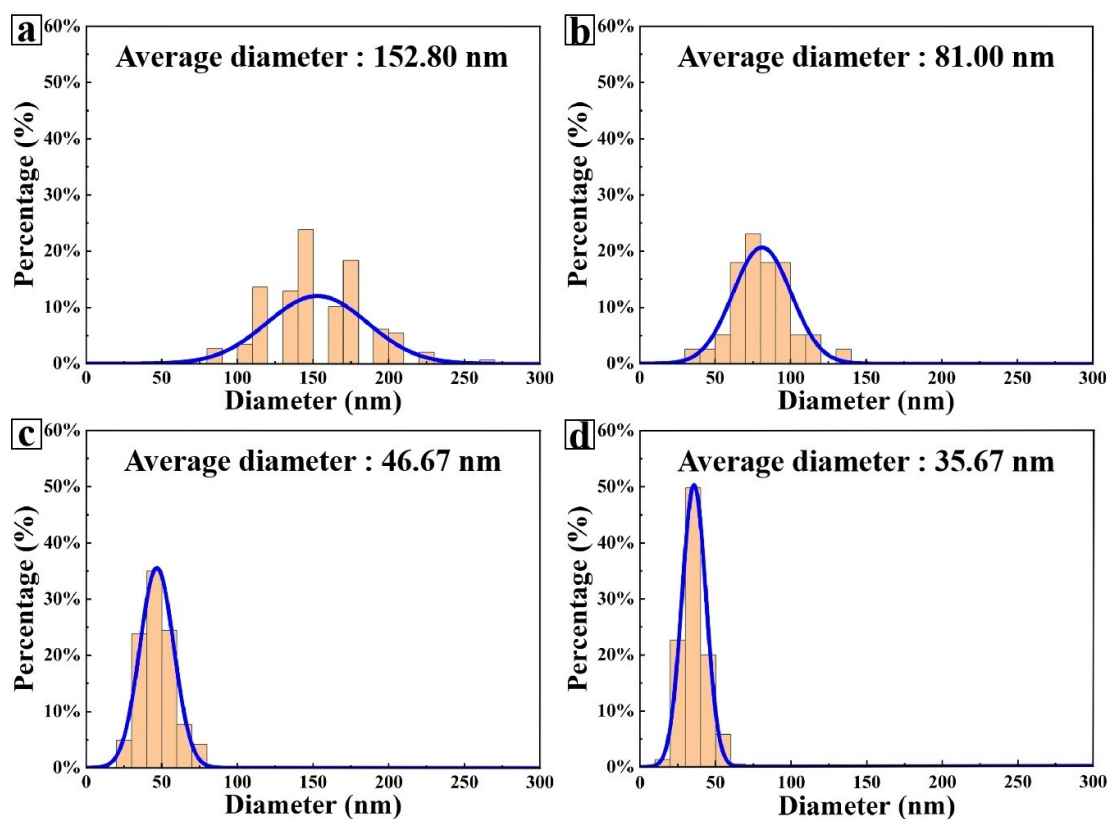 a
Average diameter : 152.80 nm
Percentage (%)
60%
50%
40%
30%
20%
10%
0%
0 50 100 150 200 250 300
Diameter (nm)
b
Average diameter : 81.00 nm
Percentage (%)
60%
50%
40%
30%
20%
10%
0%
0 50 100 150 200 250 300
Diameter (nm)
c
Average diameter : 46.67 nm
Percentage (%)
60%
50%
40%
30%
20%
10%
0%
0 50 100 150 200 250 300
Diameter (nm)
d
Average diameter : 35.67 nm
Percentage (%)
60%
50%
40%
30%
20%
10%
0%
0 50 100 150 200 250 300
Diameter (nm)